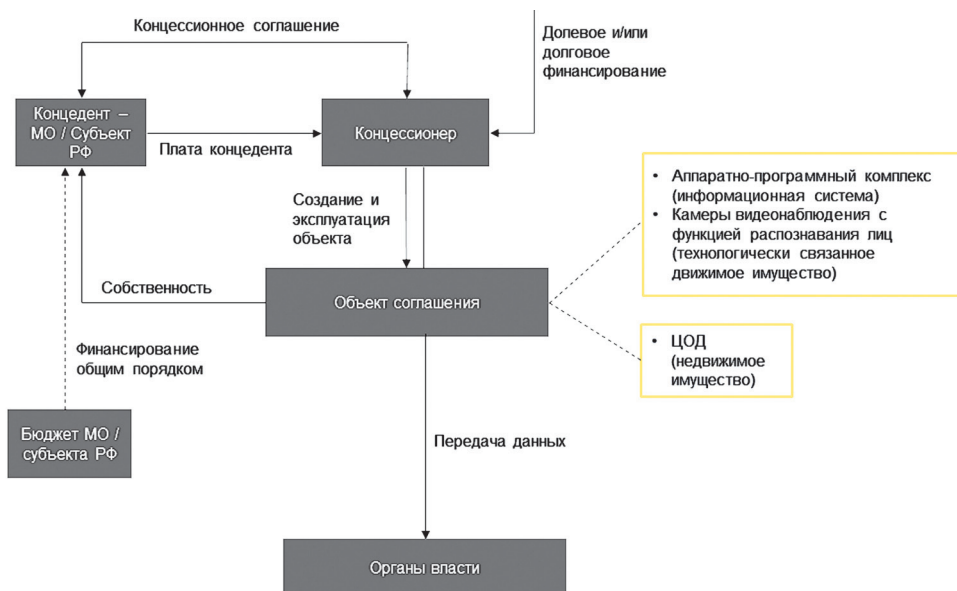 Концессионное соглашение
Долевое и/или
долговое
финансирование
Концедент –
МО / Субъект
РФ
Плата концедента
Концессионер
Создание и
эксплуатация
объекта
• Аппаратно-программный комплекс
(информационная система)
• Камеры видеонаблюдения с
функцией распознавания лиц
(технологически связанное
движимое имущество)
Собственность
Объект соглашения
• ЦОД
(недвижимое
имущество)
Финансирование
общим порядком
Бюджет МО /
субъекта РФ
Передача данных
Органы власти